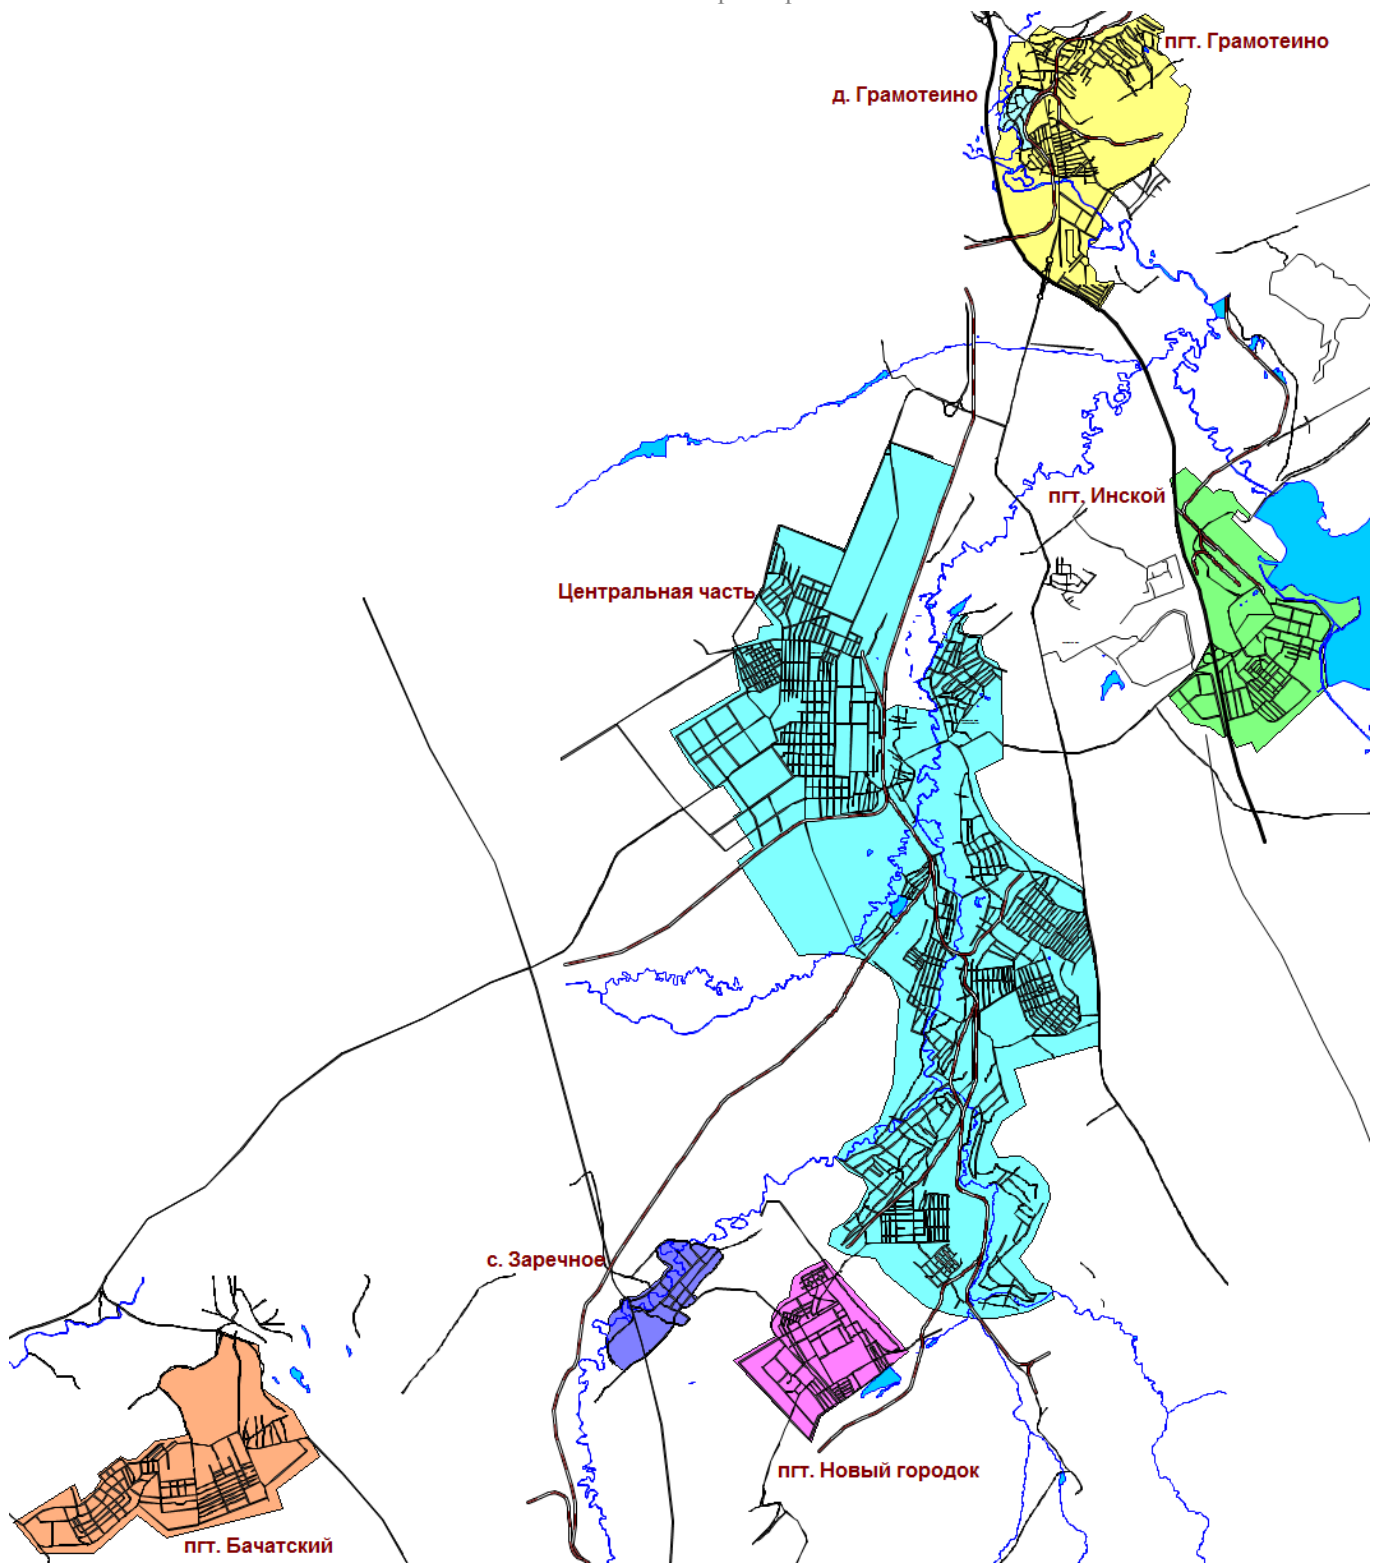 пгт. Грамотеино
д. Грамотеино
пгт. Инской
Центральная часть
с. Заречное
пгт. Новый городок
пгт. Бачатский